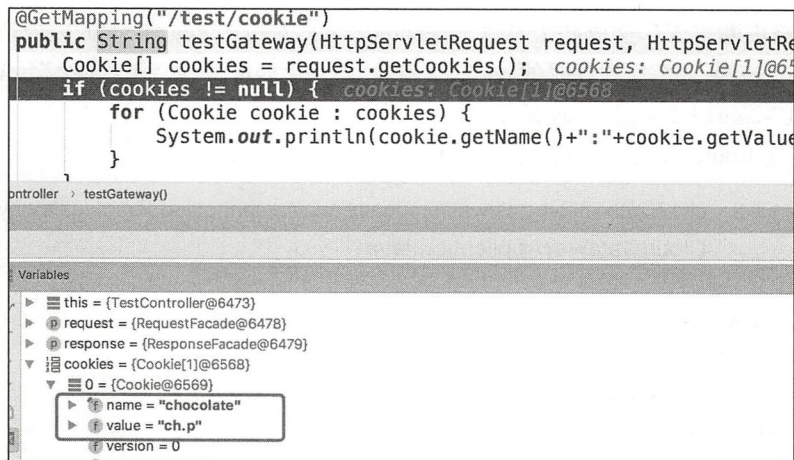 @GetMapping("/test/cookie")
public String testGateway(HttpServletRequest request, HttpServletRe
Cookie[] cookies = request.getCookies(); cookies: Cookie[1]@65
if (cookies != null) { cookies: Cookie[1]@6568
for (Cookie cookie : cookies) {
System.out.println(cookie.getName()+":"+cookie.getValue
}
}
ontroller › testGateway()
Variables
this = {TestController@6473}
p request = {RequestFacade@6478}
p response = {ResponseFacade@6479}
cookies = {Cookie[1]@6568}
0 = {Cookie@6569}
f name = "chocolate"
f value = "ch.p"
f version = 0